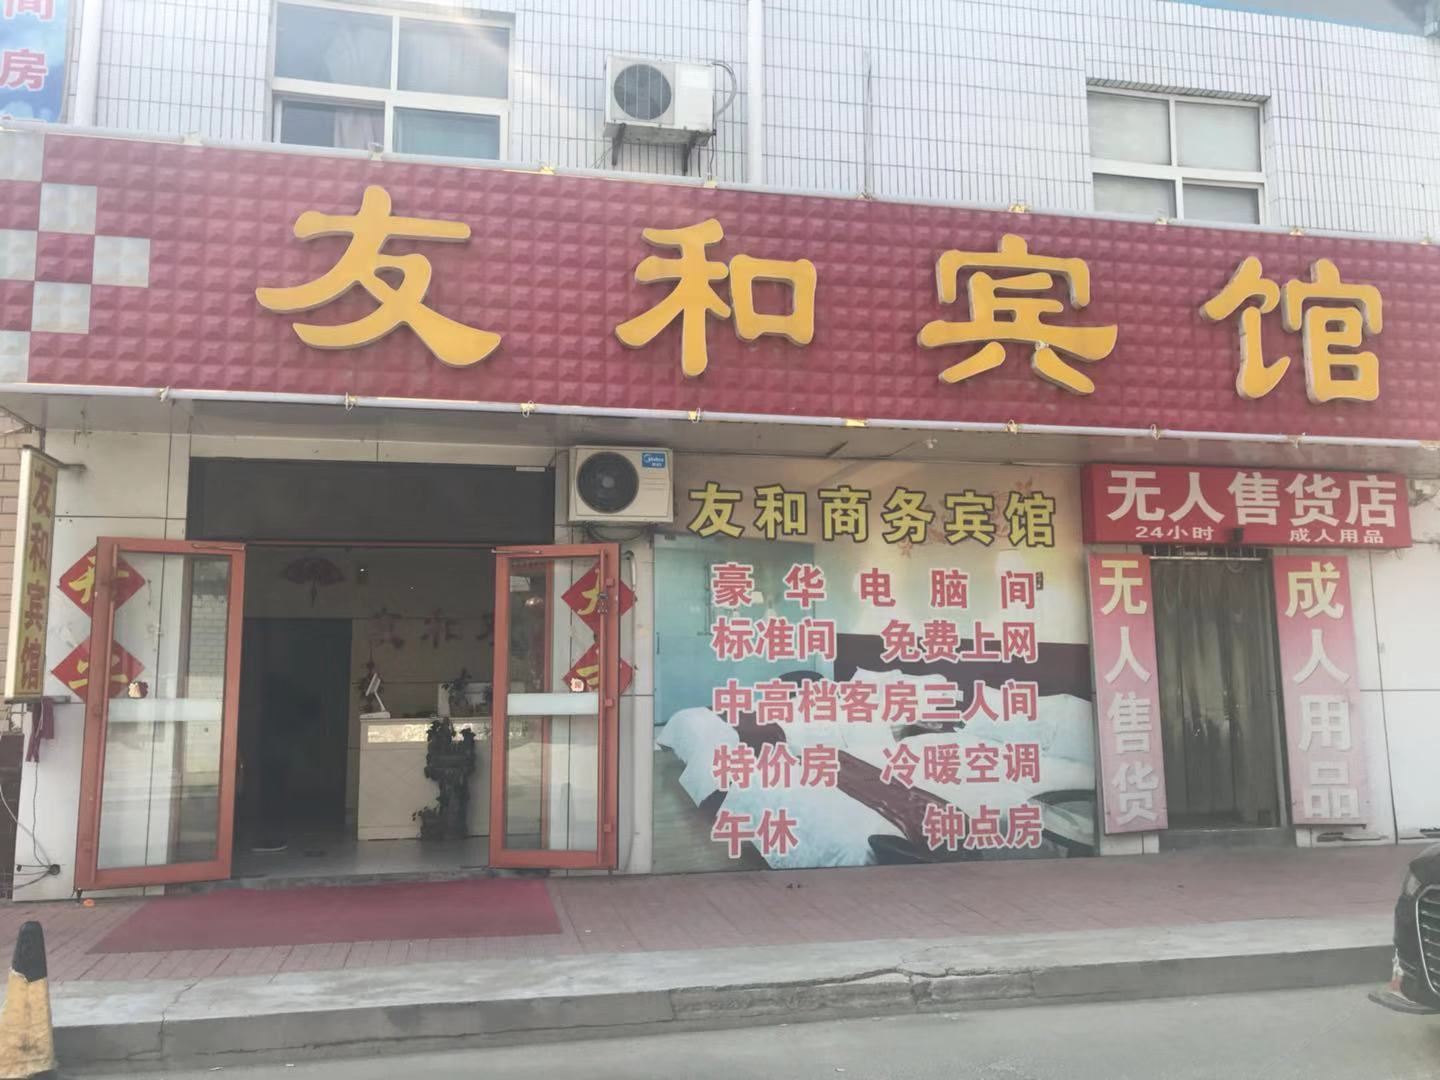 间
房
友和宾馆
友和宾馆
Midea
友和商务宾馆
豪华电脑间
标准间 免费上网
中高档客房三人间
特价房 冷暖空调
午休 钟点房
无人售货店
24小时 成人用品
无人售货
成人用品